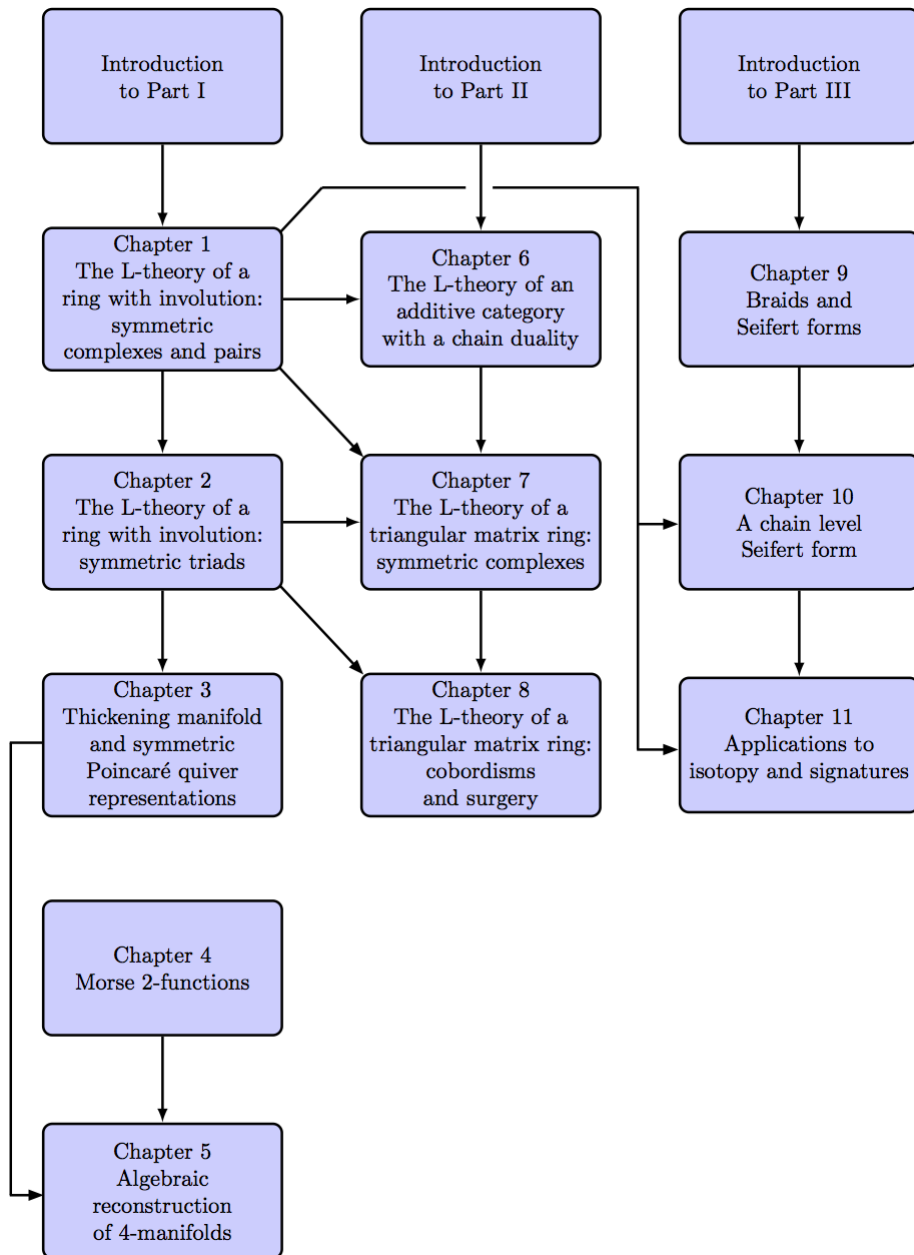 Introduction
to Part I
Introduction
to Part II
Introduction
to Part III
Chapter 1
The L-theory of a
ring with involution:
symmetric
complexes and pairs
Chapter 6
The L-theory of an
additive category
with a chain duality
Chapter 9
Braids and
Seifert forms
Chapter 2
The L-theory of a
ring with involution:
symmetric triads
Chapter 7
The L-theory of a
triangular matrix ring:
symmetric complexes
Chapter 10
A chain level
Seifert form
Chapter 3
Thickening manifold
and symmetric
Poincaré quiver
representations
Chapter 8
The L-theory of a
triangular matrix ring:
cobordisms
and surgery
Chapter 11
Applications to
isotopy and signatures
Chapter 4
Morse 2-functions
Chapter 5
Algebraic
reconstruction
of 4-manifolds